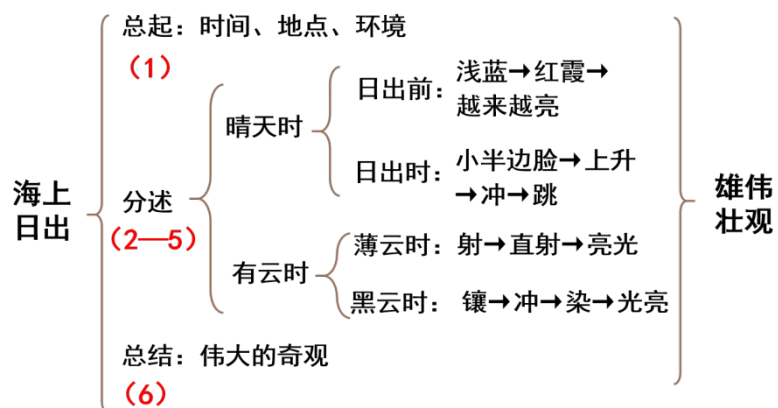 总起：时间、地点、环境
（1）
浅蓝→红霞→
日出前：
越来越亮
晴天时
小半边脸→上升
日出时：
→冲→跳
海上
日出
分述
（2—5）
雄伟
壮观
薄云时：射→直射→亮光
有云时
黑云时：镶→冲→染→光亮
总结：伟大的奇观
（6）